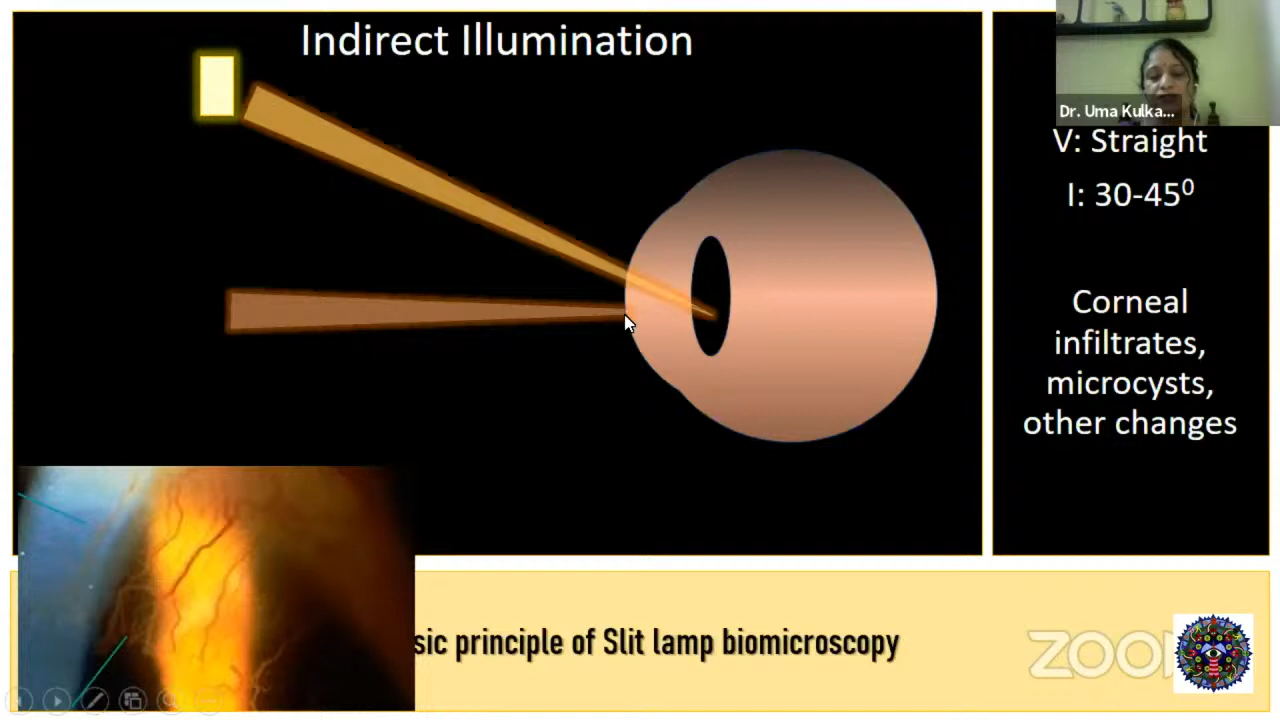 Indirect Illumination
Dr. Uma Kulka...
V: Straight
I: 30-45⁰
Corneal
infiltrates,
microcysts,
other changes
sic principle of Slit lamp biomicroscopy
ZOO